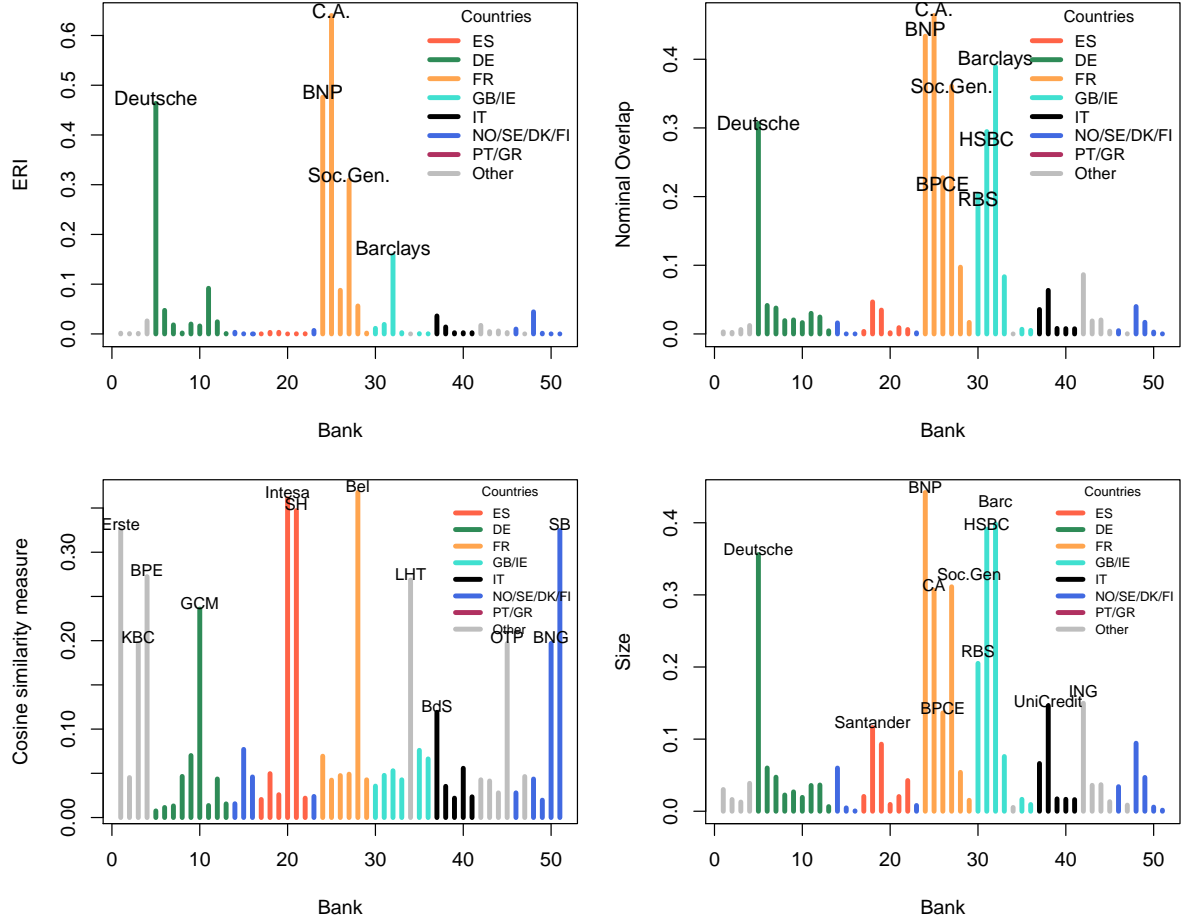 C.A.
BNP
Deutsche
Soc.Gen.
Barclays
Countries
ES
DE
FR
GB/IE
IT
NO/SE/DK/FI
PT/GR
Other
ERI
0.0 0.1 0.2 0.3 0.4 0.5 0.6
0 10 20 30 40 50
Bank
C.A.
BNP
Barclays
Soc.Gen.
Deutsche
HSBC
BPCE
RBS
Countries
ES
DE
FR
GB/IE
IT
NO/SE/DK/FI
PT/GR
Other
Nominal Overlap
0.0 0.1 0.2 0.3 0.4
0 10 20 30 40 50
Bank
Erste
KBC
BPE
GCM
Intesa
SH
Bel
LHT
BdS
OTP
BNG
SB
Countries
ES
DE
FR
GB/IE
IT
NO/SE/DK/FI
PT/GR
Other
Cosine similarity measure
0.00 0.10 0.20 0.30
0 10 20 30 40 50
Bank
BNP
Barc
HSBC
Deutsche
Soc.Gen
CA
RBS
BPCE
Santander
UniCredit
ING
Countries
ES
DE
FR
GB/IE
IT
NO/SE/DK/FI
PT/GR
Other
Size
0.0 0.1 0.2 0.3 0.4
0 10 20 30 40 50
Bank